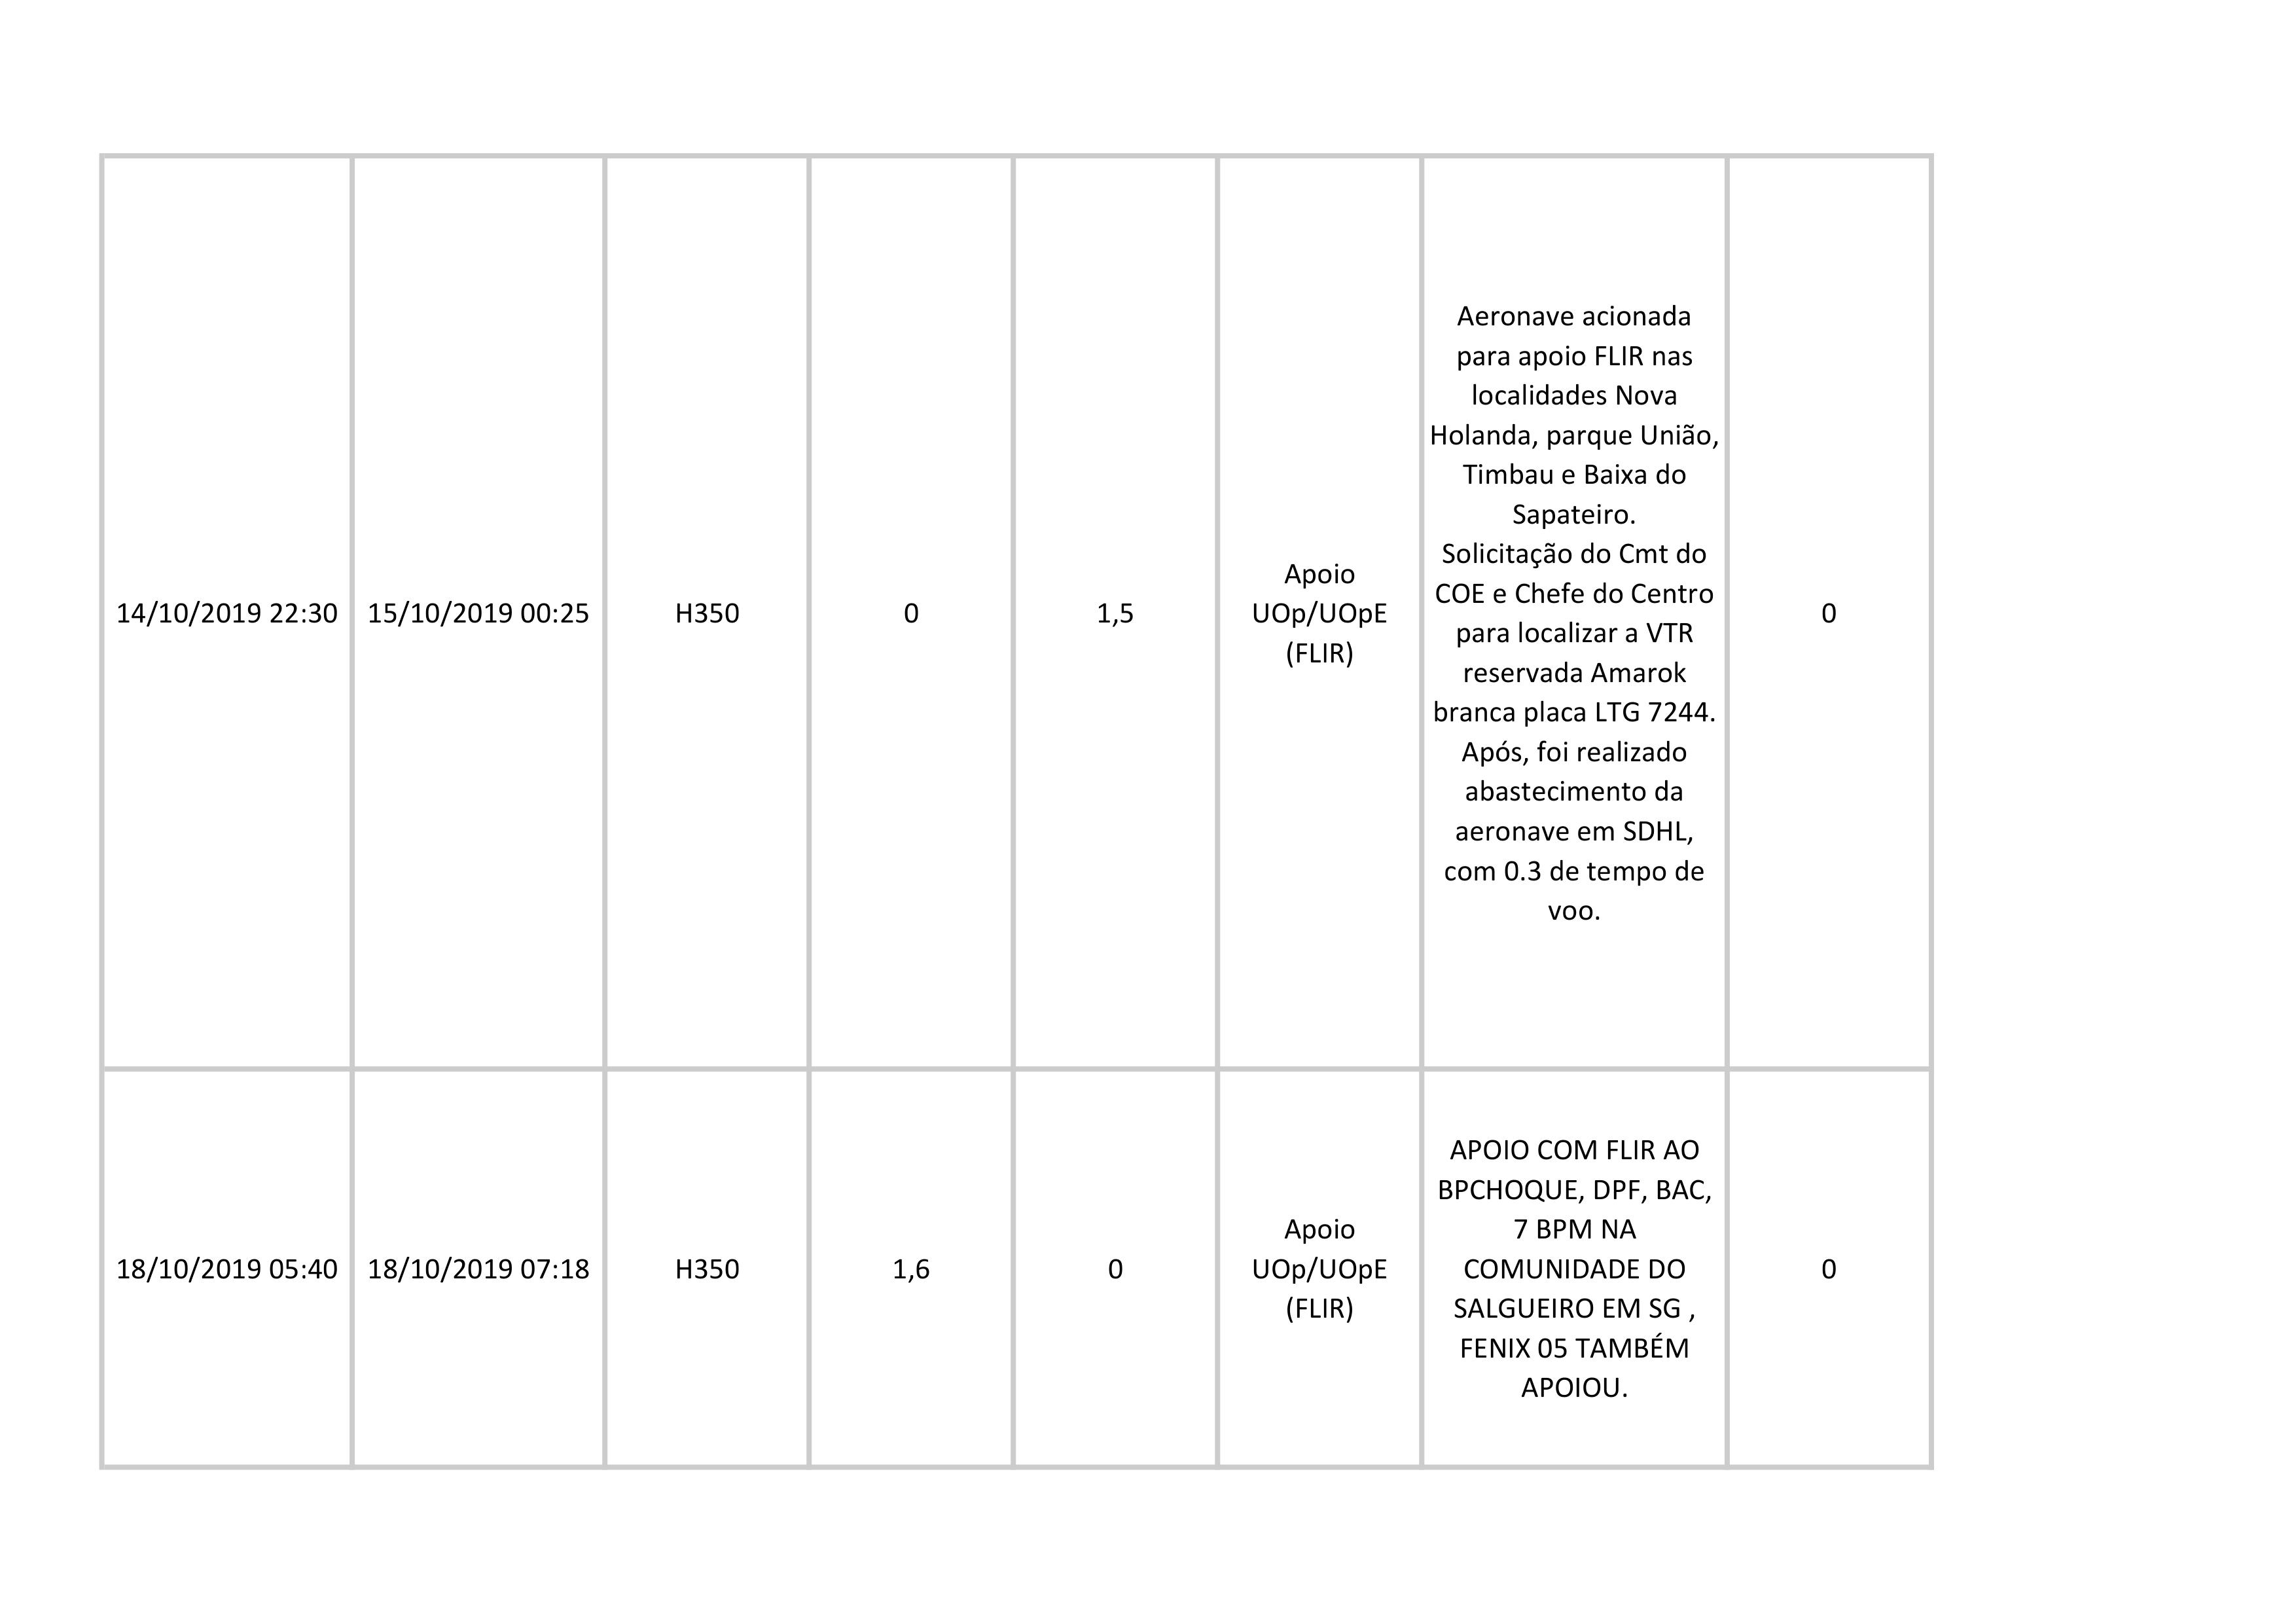 14/10/2019 22:30
15/10/2019 00:25
H350
0
1,5
Apoio
UOp/UOpE
(FLIR)
Aeronave acionada
para apoio FLIR nas
localidades Nova
Holanda, parque União,
Timbau e Baixa do
Sapateiro.
Solicitação do Cmt do
COE e Chefe do Centro
para localizar a VTR
reservada Amarok
branca placa LTG 7244.
Após, foi realizado
abastecimento da
aeronave em SDHL,
com 0.3 de tempo de
voo.
0
18/10/2019 05:40
18/10/2019 07:18
H350
1,6
0
Apoio
UOp/UOpE
(FLIR)
APOIO COM FLIR AO
BPCHOQUE, DPF, BAC,
7 BPM NA
COMUNIDADE DO
SALGUEIRO EM SG ,
FENIX 05 TAMBÉM
APOIOU.
0